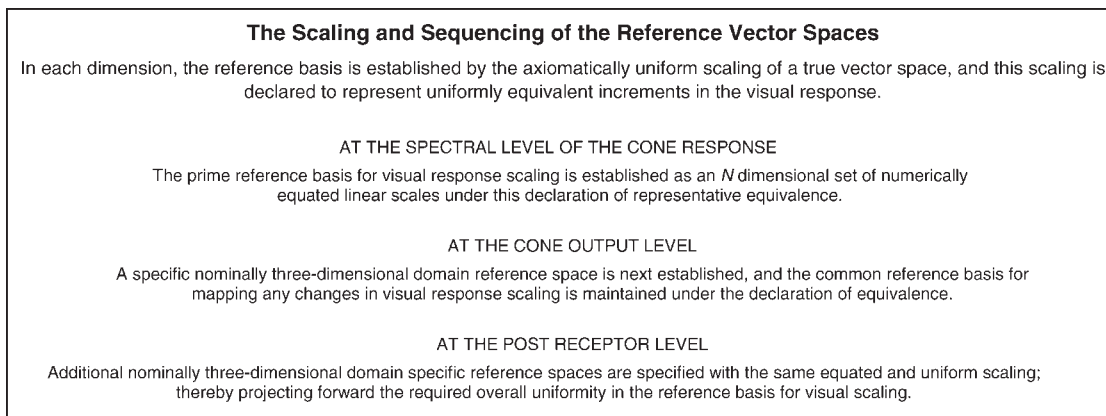 The Scaling and Sequencing of the Reference Vector Spaces
In each dimension, the reference basis is established by the axiomatically uniform scaling of a true vector space, and this scaling is
declared to represent uniformly equivalent increments in the visual response.
AT THE SPECTRAL LEVEL OF THE CONE RESPONSE
The prime reference basis for visual response scaling is established as an N dimensional set of numerically
equated linear scales under this declaration of representative equivalence.
AT THE CONE OUTPUT LEVEL
A specific nominally three-dimensional domain reference space is next established, and the common reference basis for
mapping any changes in visual response scaling is maintained under the declaration of equivalence.
AT THE POST RECEPTOR LEVEL
Additional nominally three-dimensional domain specific reference spaces are specified with the same equated and uniform scaling;
thereby projecting forward the required overall uniformity in the reference basis for visual scaling.